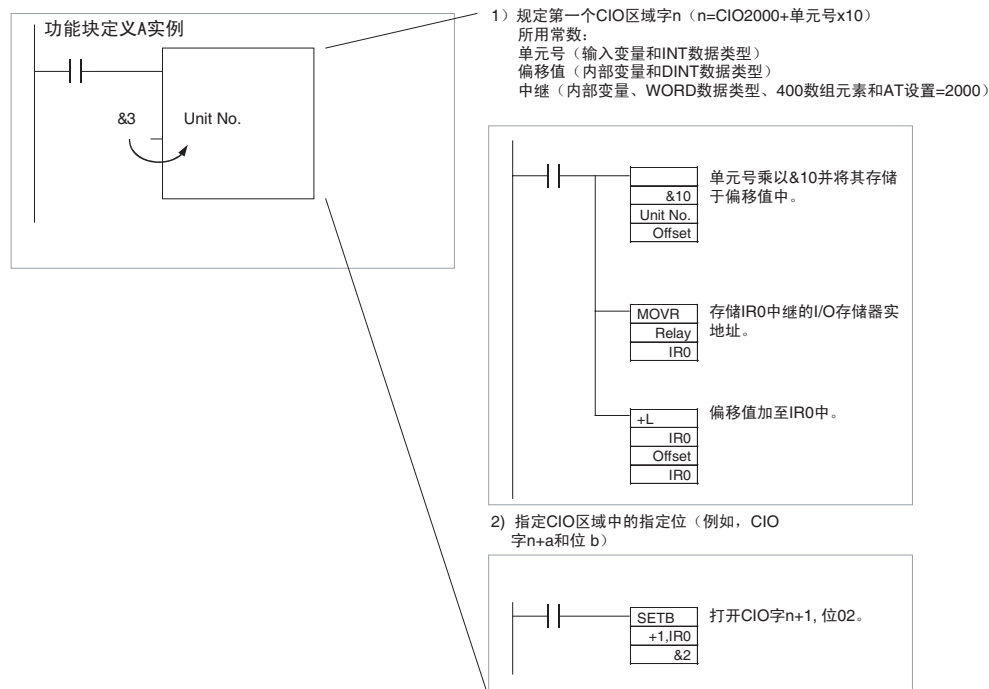 功能块定义A实例
&3
Unit No.
1）规定第一个CIO区域字n（n=CIO2000+单元号x10）
所用常数：
单元号（输入变量和INT数据类型）
偏移值（内部变量和DINT数据类型）
中继（内部变量、WORD数据类型、400数组元素和AT设置=2000）
&10
Unit No.
Offset
单元号乘以&10并将其存储
于偏移值中。
MOVR
Relay
IR0
存储IR0中继的I/O存储器实
地址。
+L
IR0
Offset
IR0
偏移值加至IR0中。
2) 指定CIO区域中的指定位（例如，CIO
字n+a和位 b）
SETB
+1,IR0
&2
打开CIO字n+1, 位02。